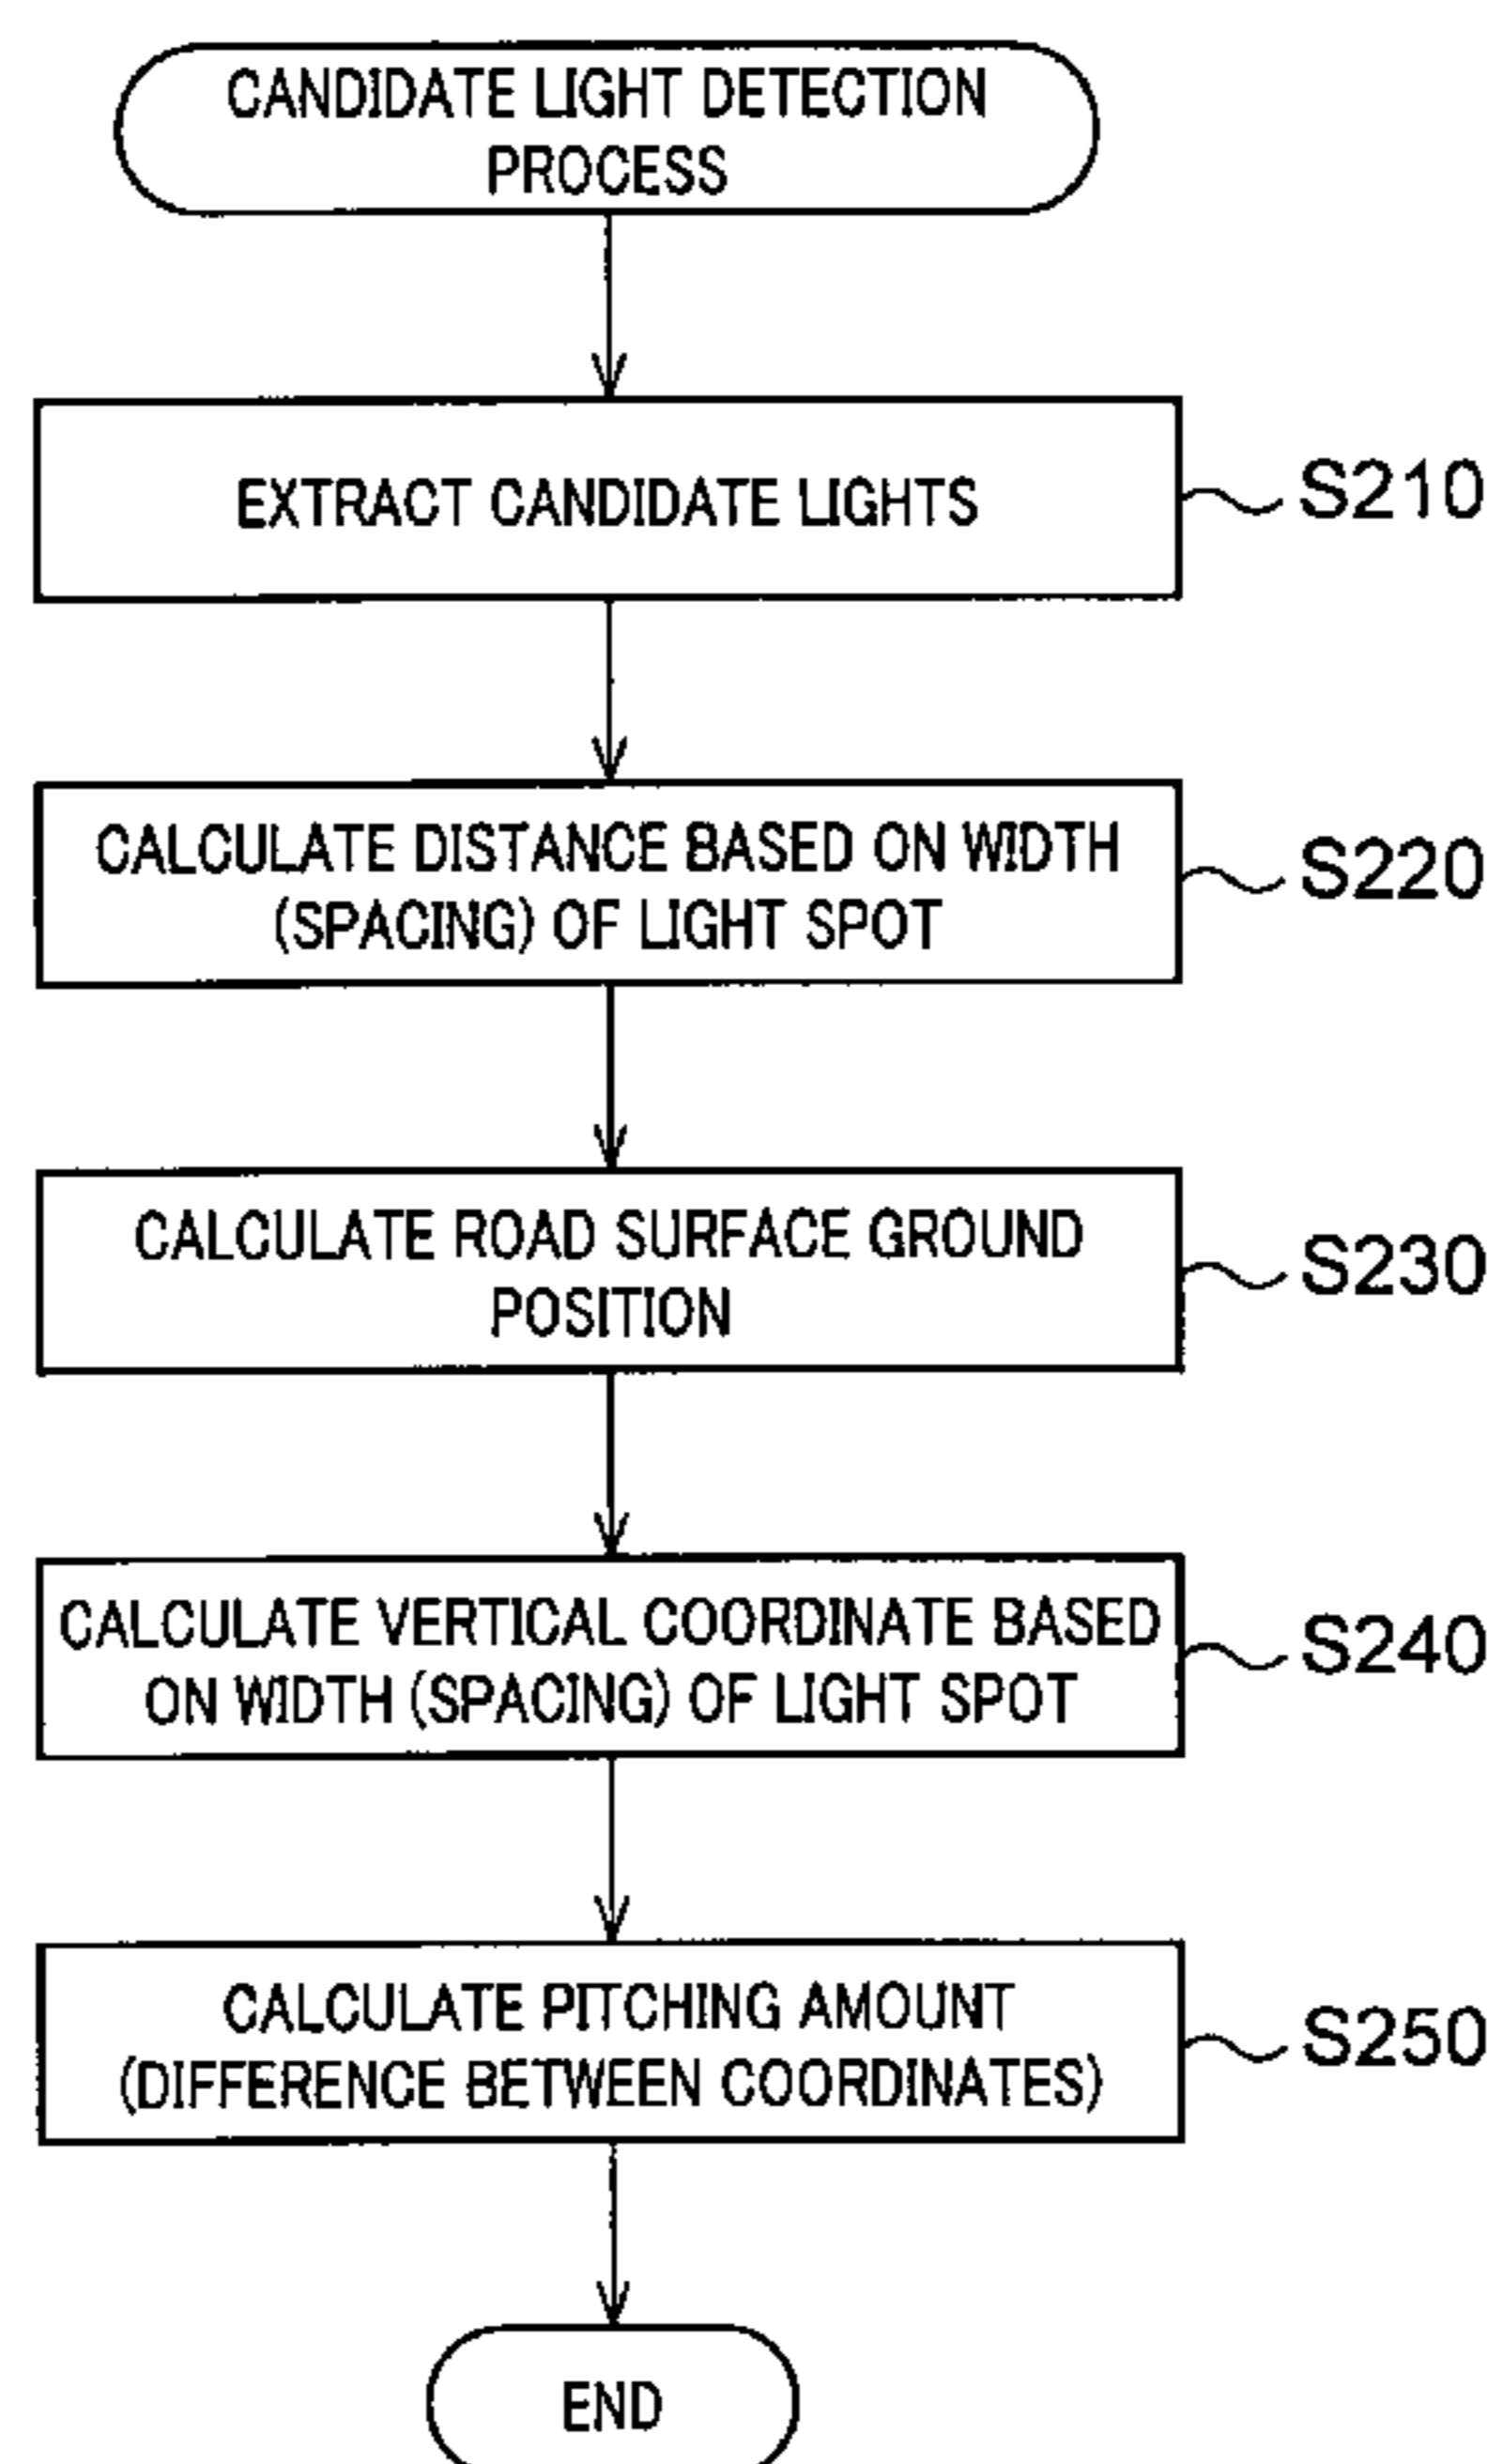 CANDIDATE LIGHT DETECTION
PROCESS
EXTRACT CANDIDATE LIGHTS
S210
CALCULATE DISTANCE BASED ON WIDTH
(SPACING) OF LIGHT SPOT
S220
CALCULATE ROAD SURFACE GROUND
POSITION
S230
CALCULATE VERTICAL COORDINATE BASED
ON WIDTH (SPACING) OF LIGHT SPOT
S240
CALCULATE PITCHING AMOUNT
(DIFFERENCE BETWEEN COORDINATES)
S250
END